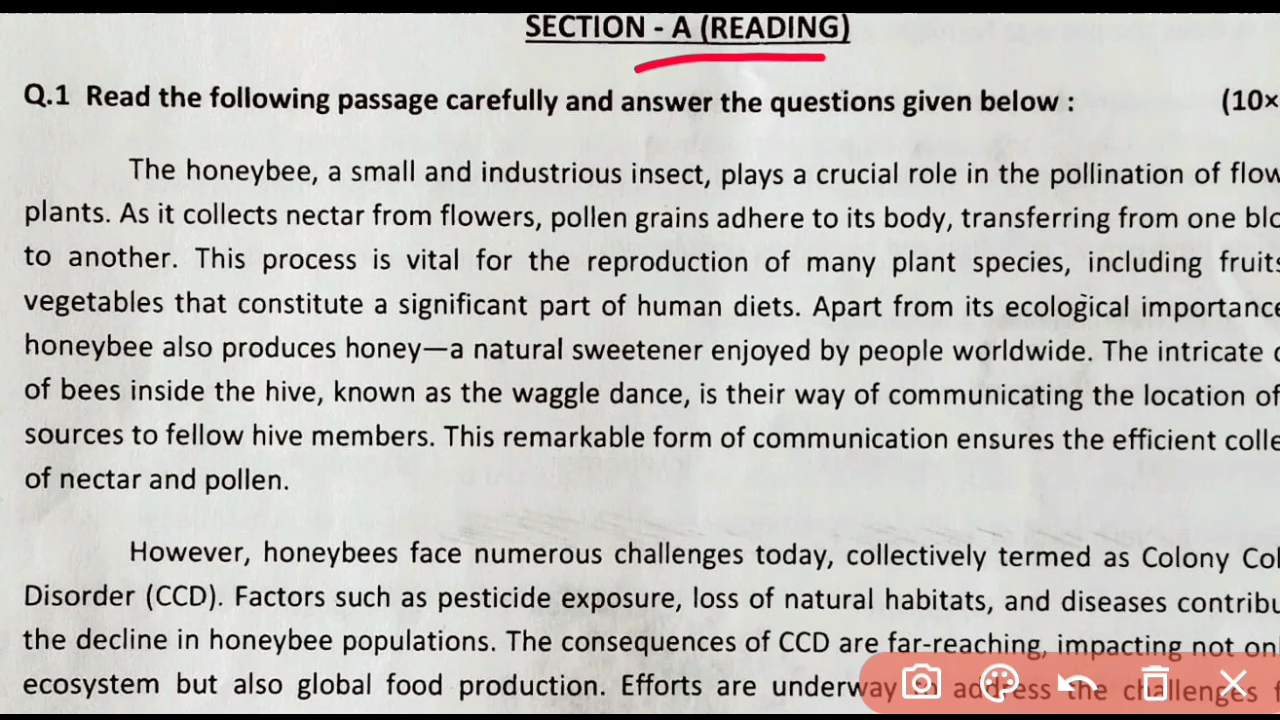 SECTION - A (READING)
Q.1 Read the following passage carefully and answer the questions given below : (10×
The honeybee, a small and industrious insect, plays a crucial role in the pollination of flow
plants. As it collects nectar from flowers, pollen grains adhere to its body, transferring from one blo
to another. This process is vital for the reproduction of many plant species, including fruits
vegetables that constitute a significant part of human diets. Apart from its ecological importance
honeybee also produces honey—a natural sweetener enjoyed by people worldwide. The intricate
of bees inside the hive, known as the waggle dance, is their way of communicating the location of
sources to fellow hive members. This remarkable form of communication ensures the efficient colle
of nectar and pollen.
However, honeybees face numerous challenges today, collectively termed as Colony Col
Disorder (CCD). Factors such as pesticide exposure, loss of natural habitats, and diseases contribu
the decline in honeybee populations. The consequences of CCD are far-reaching, impacting not on
ecosystem but also global food production. Efforts are underway to address the challenges